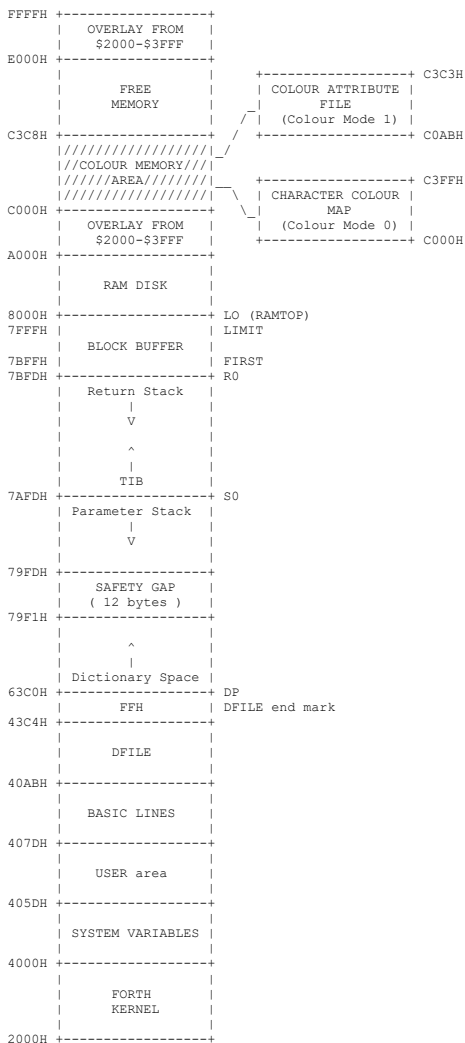 FFFFH +------------------+
| OVERLAY FROM |
| $2000-$3FFF |
E000H +------------------+
| | +------------------+ C3C3H
| FREE | | COLOUR ATTRIBUTE |
| MEMORY | _| FILE |
| | / | (Colour Mode 1) |
C3C8H +------------------+ / +------------------+ C0ABH
|//////////////////|_/
|//COLOUR MEMORY///|
|//////AREA////////|__ +------------------+ C3FFH
|//////////////////| \ | CHARACTER COLOUR |
C000H +------------------+ \_| MAP |
| OVERLAY FROM | | (Colour Mode 0) |
| $2000-$3FFF | +------------------+ C000H
A000H +------------------+
| |
| RAM DISK |
| |
8000H +------------------+ LO (RAMTOP)
7FFFH | | LIMIT
| BLOCK BUFFER |
7BFFH | | FIRST
7BFDH +------------------+ R0
| Return Stack |
| | |
| V |
| |
| ^ |
| | |
| TIB |
7AFDH +------------------+ S0
| Parameter Stack |
| | |
| V |
| |
79FDH +------------------+
| SAFETY GAP |
| ( 12 bytes ) |
79F1H +------------------+
| |
| ^ |
| | |
| Dictionary Space |
63C0H +------------------+ DP
| FFH | DFILE end mark
43C4H +------------------+
| |
| DFILE |
| |
40ABH +------------------+
| |
| BASIC LINES |
| |
407DH +------------------+
| |
| USER area |
| |
405DH +------------------+
| |
| SYSTEM VARIABLES |
| |
4000H +------------------+
| |
| FORTH |
| KERNEL |
| |
2000H +------------------+